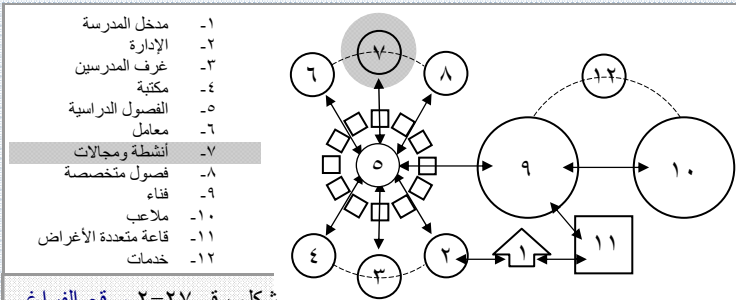 ١- مدخل المدرسة
٢- الإدارة
٣- غرف المدرسين
٤- مكتبة
٥- الفصول الدراسية
٦- معامل
٧- أنشطة ومجالات
٨- فصول متخصصة
٩- فناء
١٠- ملاعب
١١- قاعة متعددة الأغراض
١٢- خدمات
٧
٦
٨
١٢
٥
٩
١٠
٤
٣
٢
١
١١